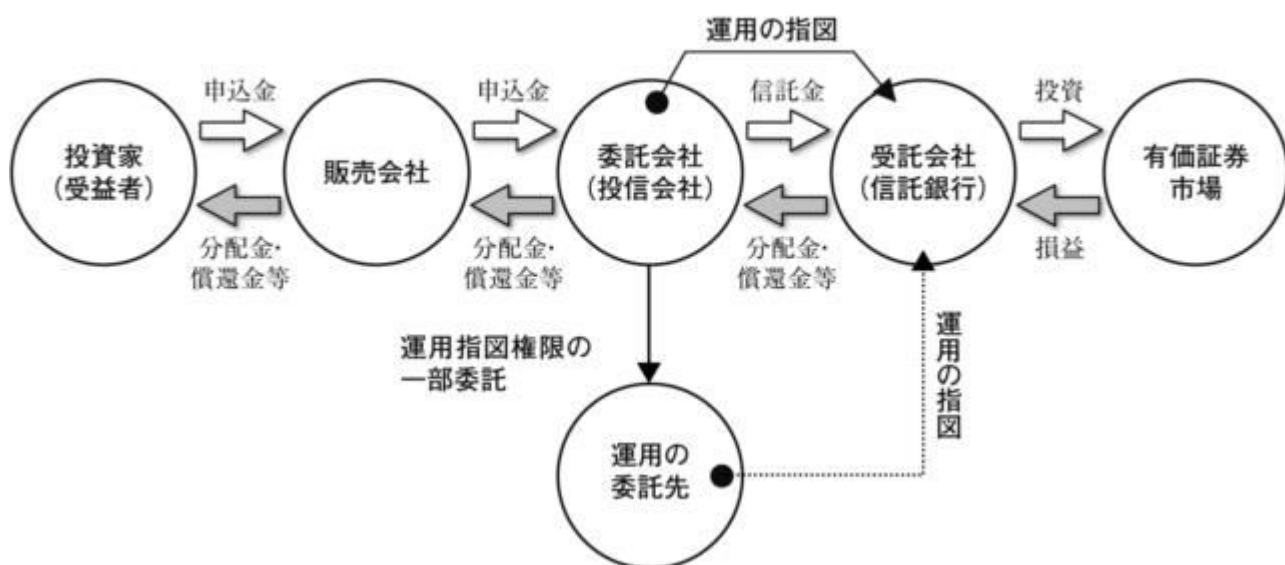 運用の指図
申込金
申込金
信託金
投資
投資家
(受益者)
販売会社
委託会社
(投信会社)
受託会社
(信託銀行)
有価証券
市場
分配金・
償還金等
分配金・
償還金等
分配金・
償還金等
損益
運用指図権限の
一部委託
運用の指図
運用の
委託先